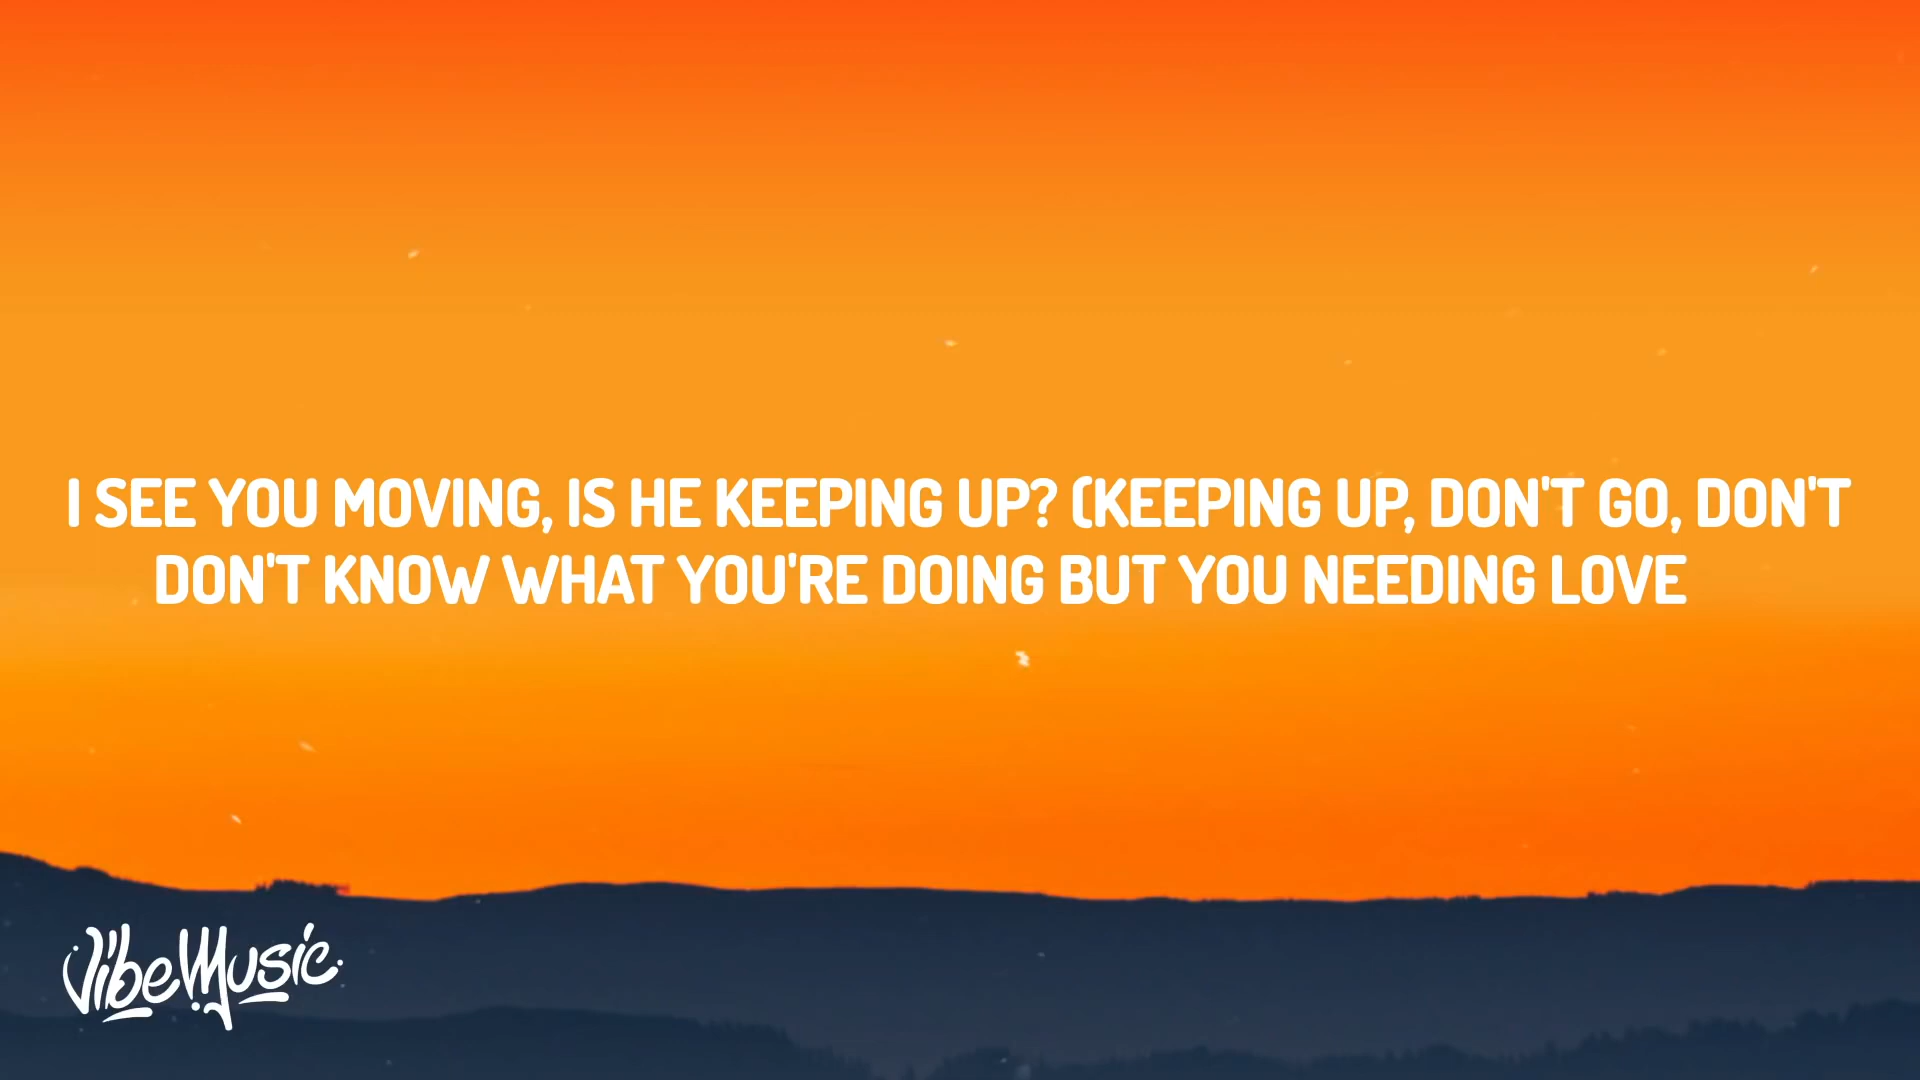 I SEE YOU MOVING, IS HE KEEPING UP? (KEEPING UP, DON'T GO, DON'T
DON'T KNOW WHAT YOU'RE DOING BUT YOU NEEDING LOVE
VibeMusic